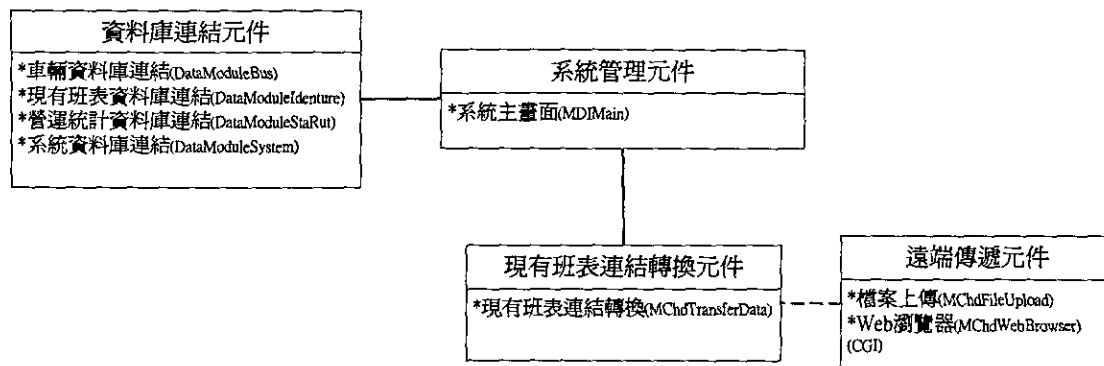 資料庫連結元件
*車輛資料庫連結(DataModuleBus)
*現有班表資料庫連結(DataModuleIdenture)
*營運統計資料庫連結(DataModuleStaRut)
*系統資料庫連結(DataModuleSystem)
系統管理元件
*系統主畫面(MDIMain)
現有班表連結轉換元件
*現有班表連結轉換(MChdTransferData)
遠端傳遞元件
*檔案上傳(MChdFileUpload)
*Web瀏覽器(MChdWebBrowser)
(CGI)